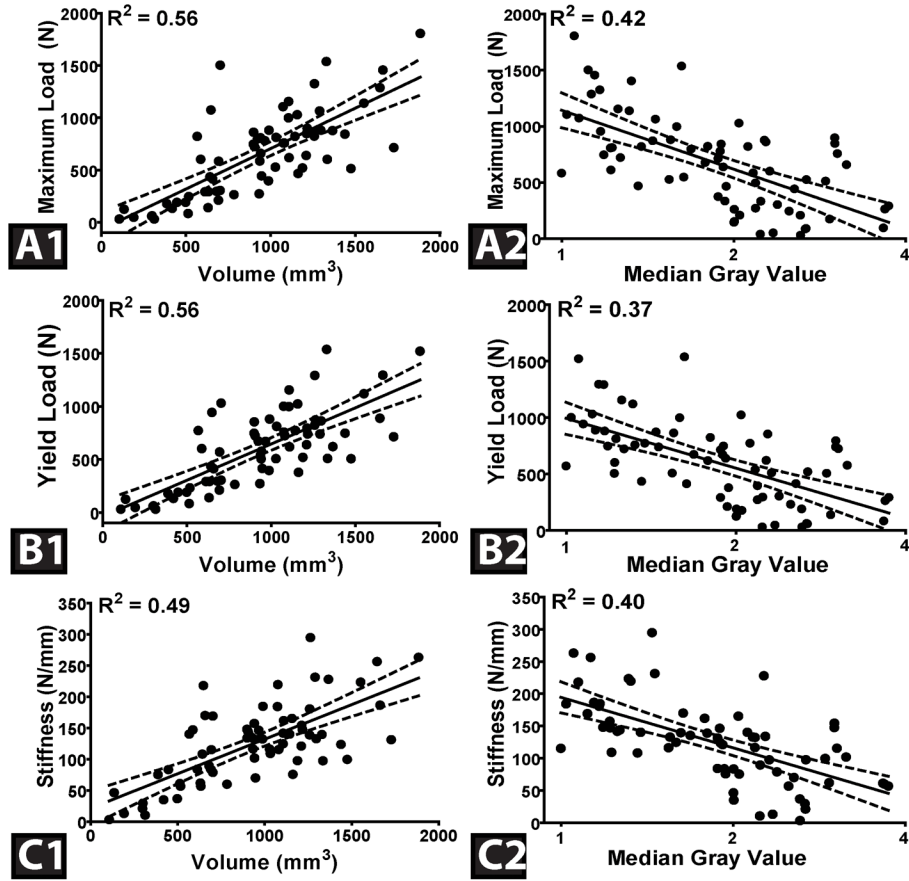 R² = 0.56
Maximum Load (N)
2000
1500
1000
500
0
0 500 1000 1500 2000
Volume (mm³)
A1
R² = 0.42
Maximum Load (N)
2000
1500
1000
500
0
1 2 4
Median Gray Value
A2
R² = 0.56
Yield Load (N)
2000
1500
1000
500
0
0 500 1000 1500 2000
Volume (mm³)
B1
R² = 0.37
Yield Load (N)
2000
1500
1000
500
0
1 2 4
Median Gray Value
B2
R² = 0.49
Stiffness (N/mm)
350
300
250
200
150
100
50
0
0 500 1000 1500 2000
Volume (mm³)
C1
R² = 0.40
Stiffness (N/mm)
350
300
250
200
150
100
50
0
1 2 4
Median Gray Value
C2